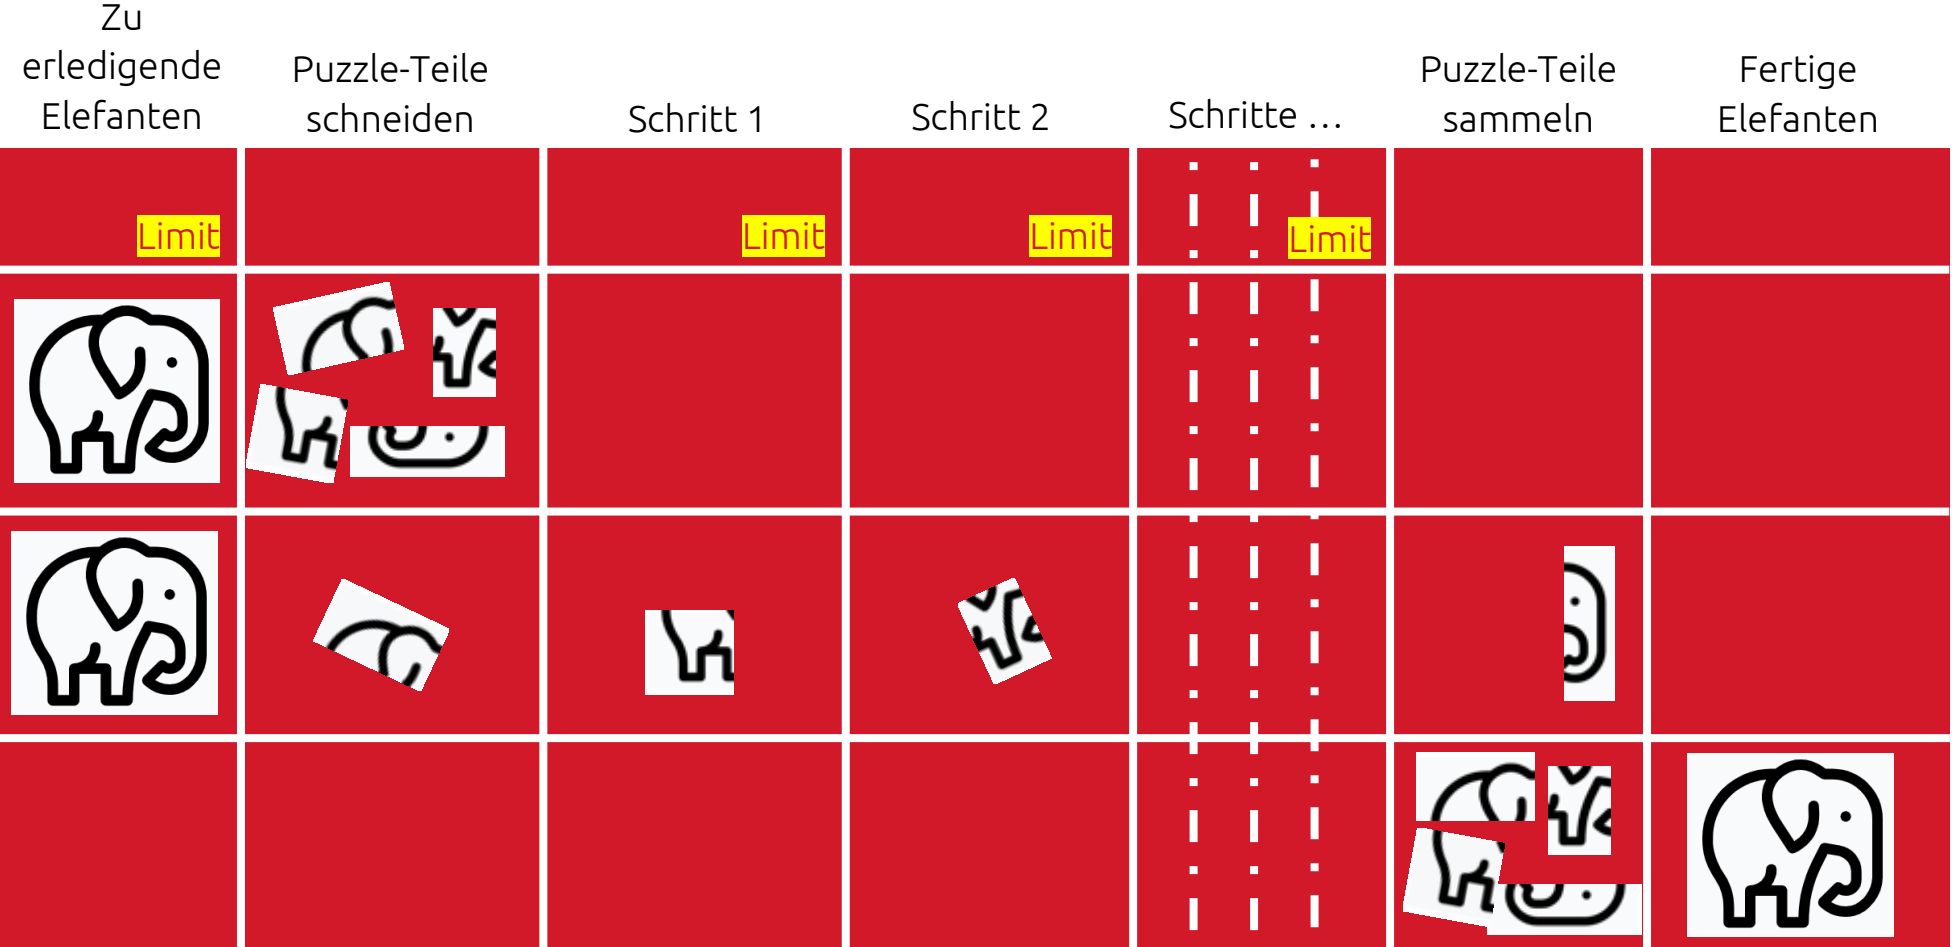 Zu
erledigende
Elefanten
Puzzle-Teile
schneiden
Schritt 1
Schritt 2
Schritte ...
Puzzle-Teile
sammeln
Fertige
Elefanten
Limit
Limit
Limit
Limit